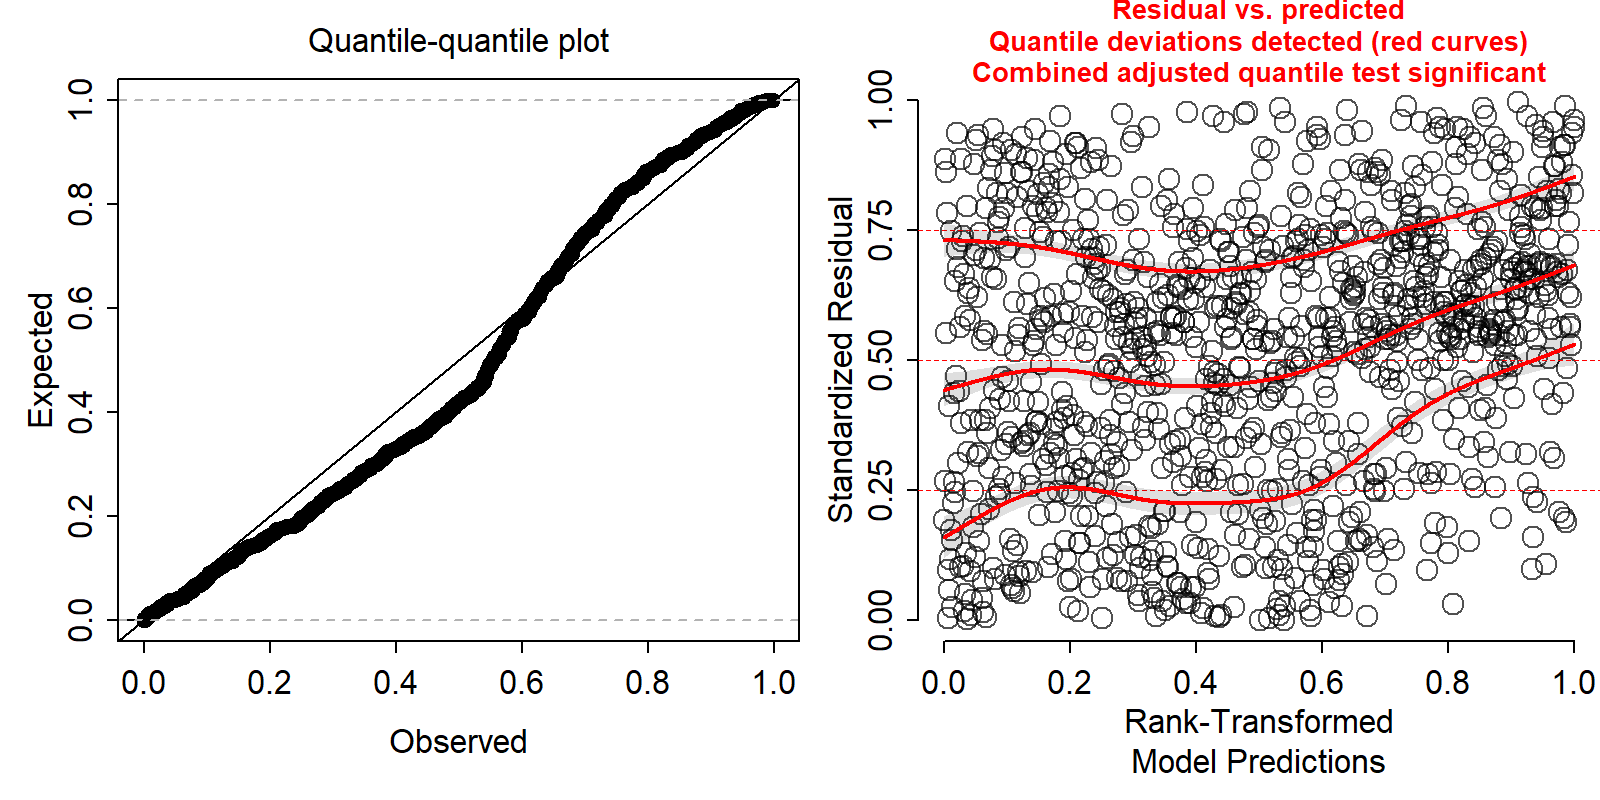 Quantile-quantile plot
Expected
1.0
0.8
0.6
0.4
0.2
0.0
0.0 0.2 0.4 0.6 0.8 1.0
Observed
Residual vs. predicted
Quantile deviations detected (red curves)
Combined adjusted quantile test significant
Standardized Residual
1.00
0.75
0.50
0.25
0.00
0.0 0.2 0.4 0.6 0.8 1.0
Rank-Transformed
Model Predictions